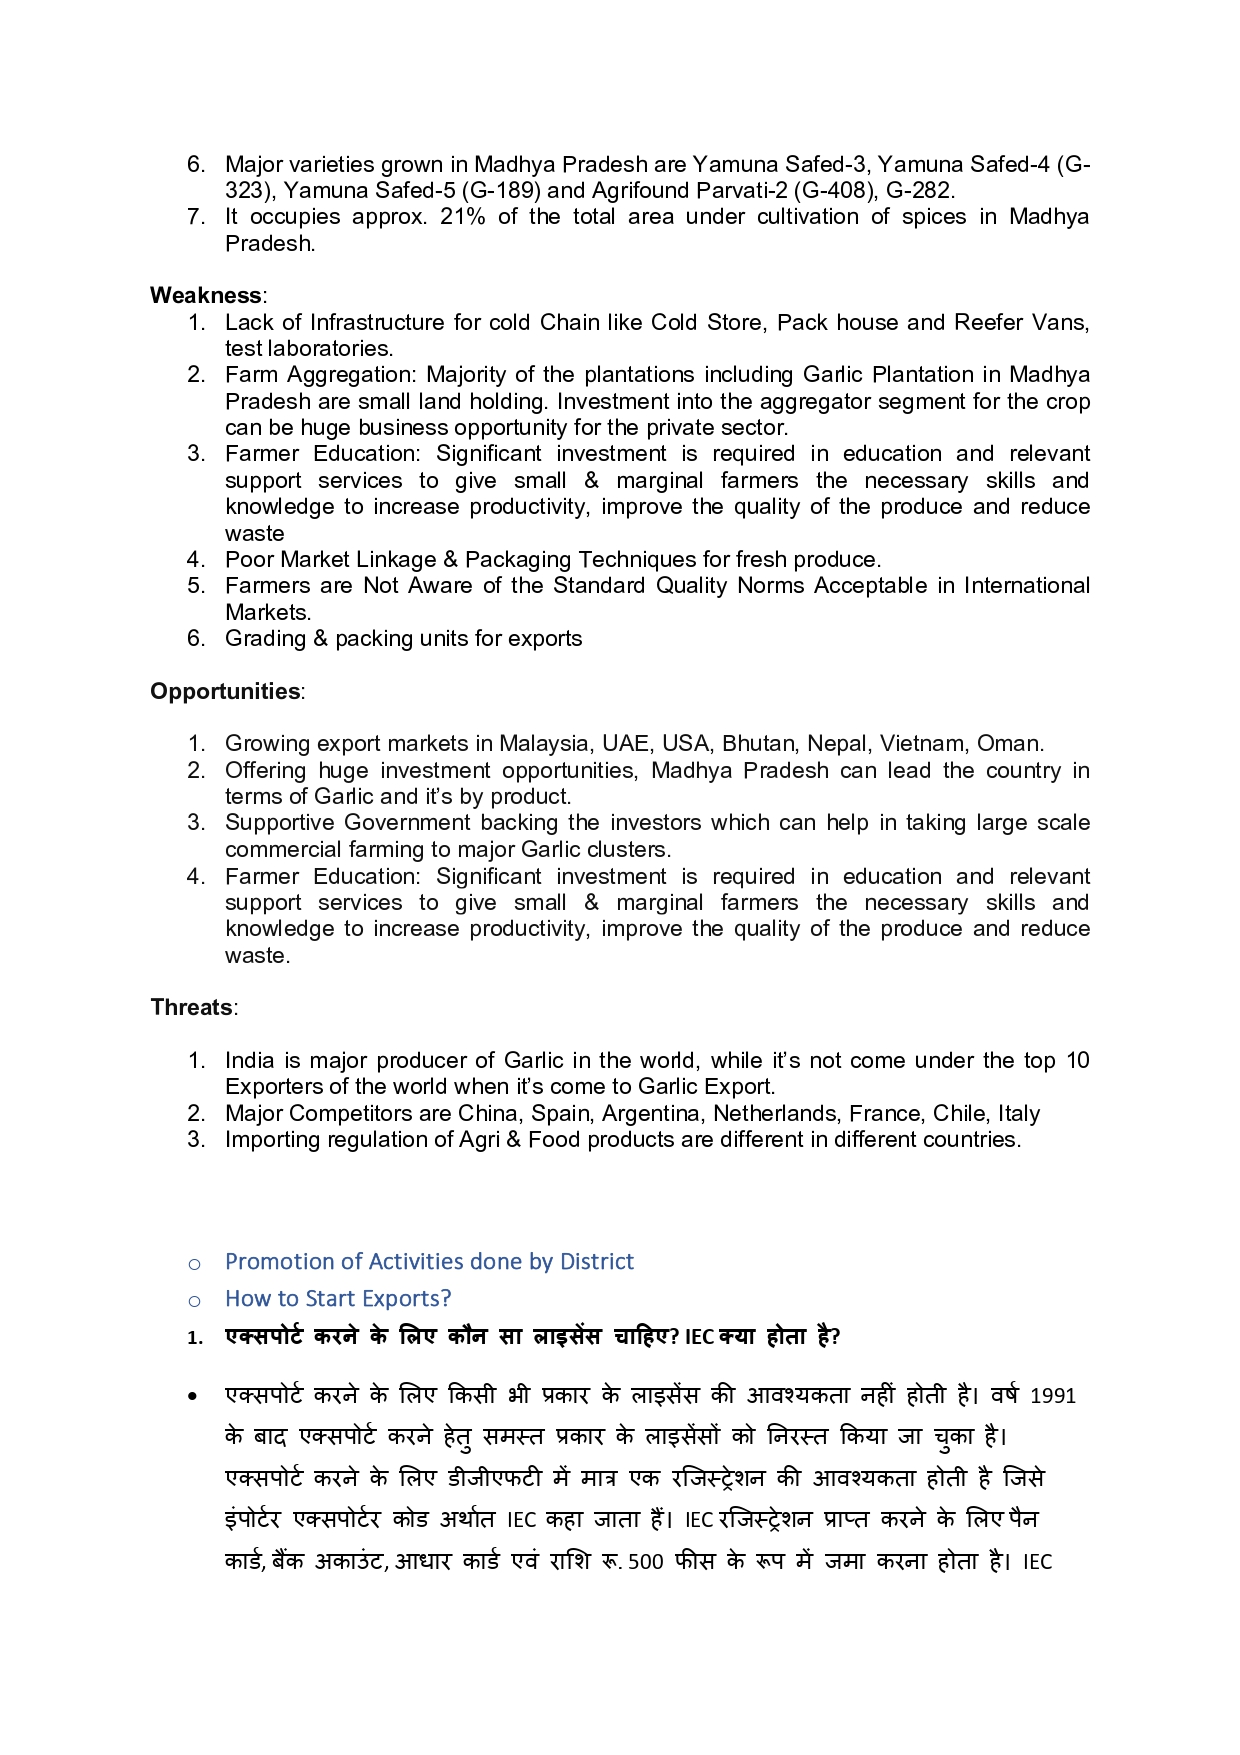 6. Major varieties grown in Madhya Pradesh are Yamuna Safed-3, Yamuna Safed-4 (G-
323), Yamuna Safed-5 (G-189) and Agrifound Parvati-2 (G-408), G-282.
7. It occupies approx. 21% of the total area under cultivation of spices in Madhya
Pradesh.
Weakness:
1. Lack of Infrastructure for cold Chain like Cold Store, Pack house and Reefer Vans,
test laboratories.
2. Farm Aggregation: Majority of the plantations including Garlic Plantation in Madhya
Pradesh are small land holding. Investment into the aggregator segment for the crop
can be huge business opportunity for the private sector.
3. Farmer Education: Significant investment is required in education and relevant
support services to give small & marginal farmers the necessary skills and
knowledge to increase productivity, improve the quality of the produce and reduce
waste
4. Poor Market Linkage & Packaging Techniques for fresh produce.
5. Farmers are Not Aware of the Standard Quality Norms Acceptable in International
Markets.
6. Grading & packing units for exports
Opportunities:
1. Growing export markets in Malaysia, UAE, USA, Bhutan, Nepal, Vietnam, Oman.
2. Offering huge investment opportunities, Madhya Pradesh can lead the country in
terms of Garlic and it's by product.
3. Supportive Government backing the investors which can help in taking large scale
commercial farming to major Garlic clusters.
4. Farmer Education: Significant investment is required in education and relevant
support services to give small & marginal farmers the necessary skills and
knowledge to increase productivity, improve the quality of the produce and reduce
waste.
Threats:
1. India is major producer of Garlic in the world, while it's not come under the top 10
Exporters of the world when it's come to Garlic Export.
2. Major Competitors are China, Spain, Argentina, Netherlands, France, Chile, Italy
3. Importing regulation of Agri & Food products are different in different countries.
o Promotion of Activities done by District
o How to Start Exports?
1. एक्सपोर्ट करने के लिए कौन सा लाइसेंस चाहिए? IEC क्या होता है?
• एक्सपोर्ट करने के लिए किसी भी प्रकार के लाइसेंस की आवश्यकता नहीं होती है। वर्ष 1991
के बाद एक्सपोर्ट करने हेतु समस्त प्रकार के लाइसेंसों को निरस्त किया जा चुका है।
एक्सपोर्ट करने के लिए डीजीएफटी में मात्र एक रजिस्ट्रेशन की आवश्यकता होती है जिसे
इंपोर्टर एक्सपोर्टर कोड अर्थात IEC कहा जाता हैं। IEC रजिस्ट्रेशन प्राप्त करने के लिए पैन
कार्ड, बैंक अकाउंट, आधार कार्ड एवं राशि रू. 500 फीस के रूप में जमा करना होता है। IEC